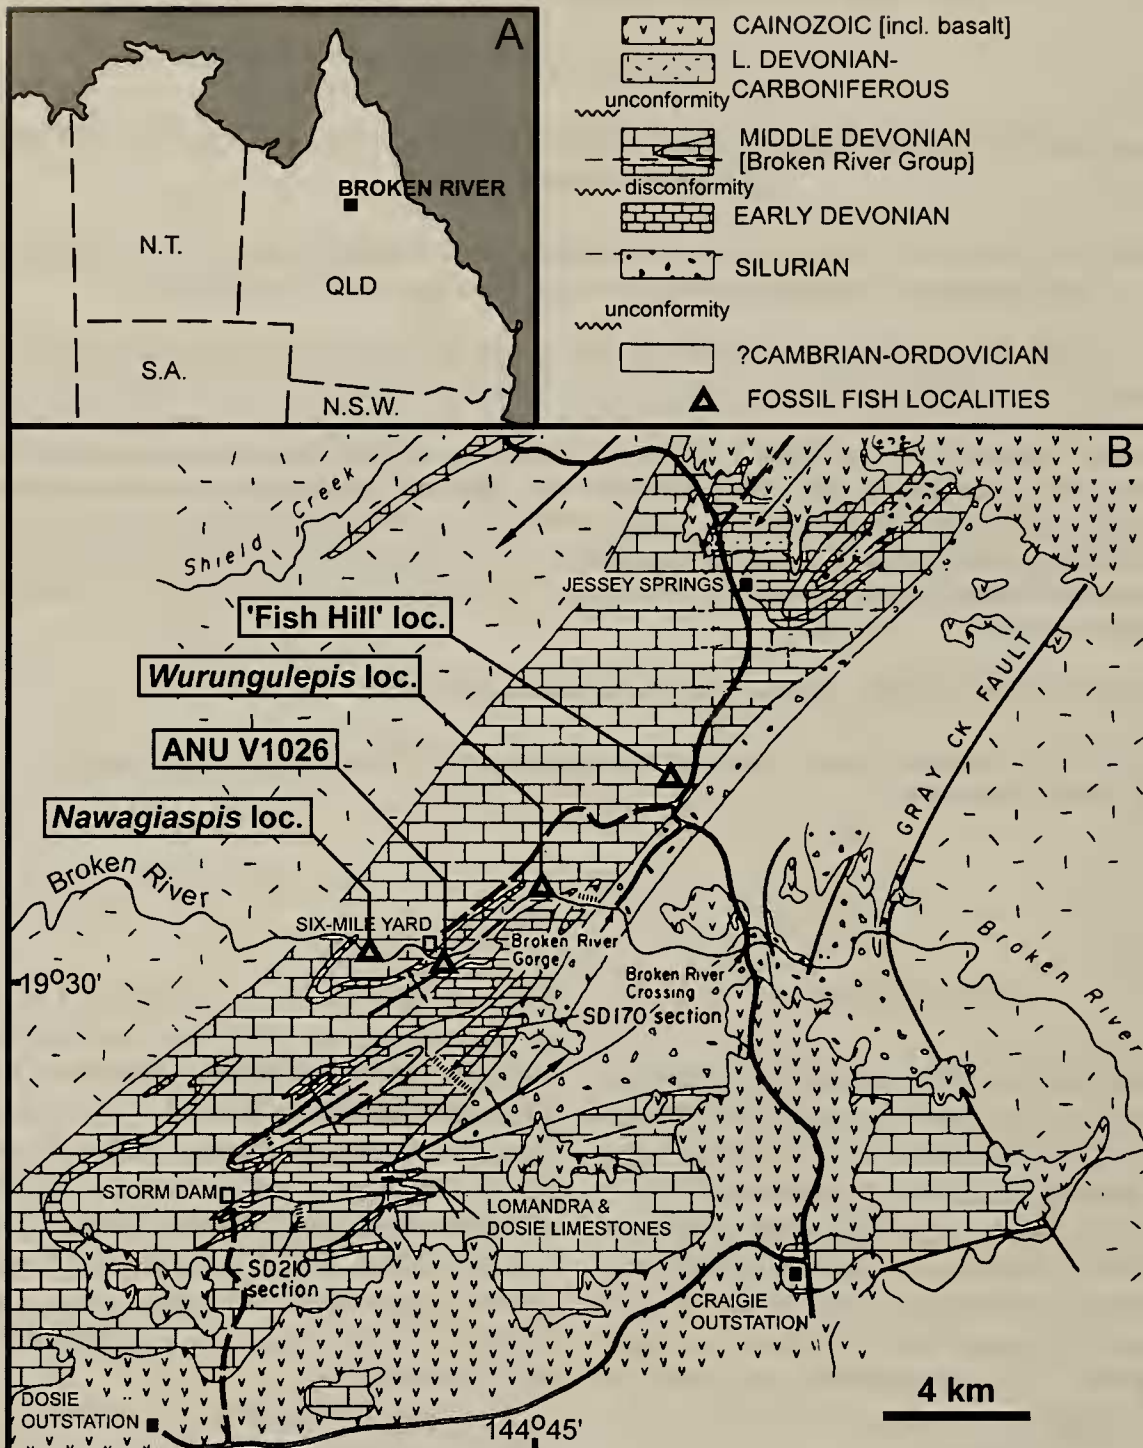 A
BROKEN RIVER
N.T.
QLD
S.A.
N.S.W.
CAINOZOIC [incl. basalt]
L. DEVONIAN-
CARBONIFEROUS
unconformity
MIDDLE DEVONIAN
[Broken River Group]
disconformity
EARLY DEVONIAN
SILURIAN
unconformity
?CAMBRIAN-ORDOVICIAN
FOSSIL FISH LOCALITIES
B
Shield Creek
JESSEY SPRINGS
'Fish Hill' loc.
Wurungulepis loc.
ANU V1026
Nawagiaspis loc.
GRAY CK FAULT
Broken River
SIX-MILE YARD
Broken River
Gorge
Broken River
19°30'
Broken River
Crossing
SD170 section
STORM DAM
LOMANDRA &
DOSIE LIMESTONES
SD210
section
CRAIGIE
OUTSTATION
4 km
DOSIE
OUTSTATION
144°45'